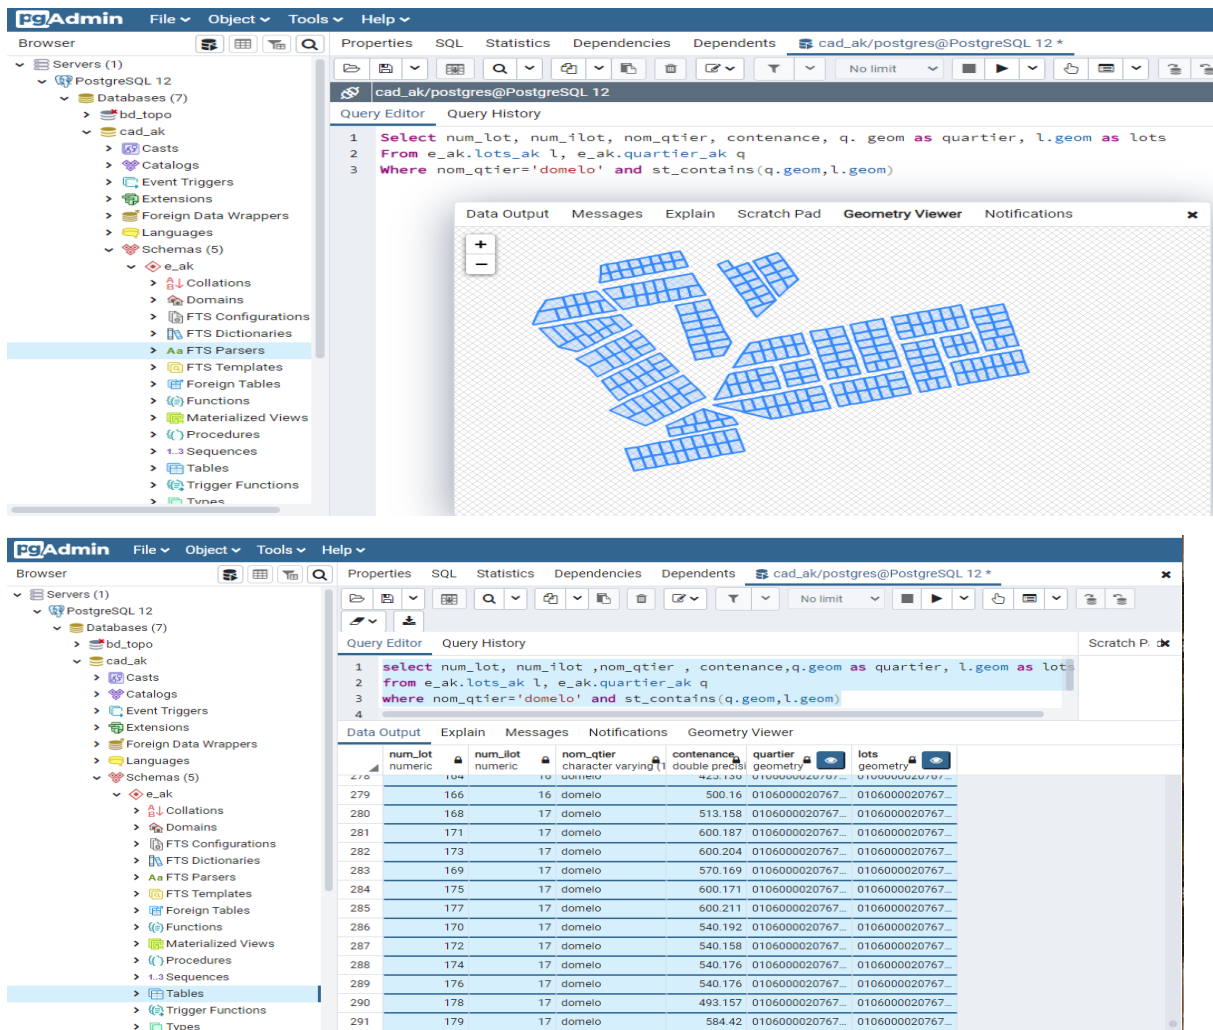 pgAdmin File Object Tools Help
Browser
Properties SQL Statistics Dependencies Dependents cad_ak/postgres@PostgreSQL 12 *
Servers (1)
PostgreSQL 12
Databases (7)
bd_topo
cad_ak
Casts
Catalogs
Event Triggers
Extensions
Foreign Data Wrappers
Languages
Schemas (5)
e_ak
Collations
Domains
FTS Configurations
FTS Dictionaries
FTS Parsers
FTS Templates
Foreign Tables
Functions
Materialized Views
Procedures
Sequences
Tables
Trigger Functions
Types
No limit
cad_ak/postgres@PostgreSQL 12
Query Editor Query History
1 Select num_lot, num_ilot, nom_qtier, contenance, q. geom as quartier, l.geom as lots
2 From e_ak.lots_ak l, e_ak.quartier_ak q
3 Where nom_qtier='domelo' and st_contains(q.geom,l.geom)
Data Output Messages Explain Scratch Pad Geometry Viewer Notifications
+
−
pgAdmin File Object Tools Help
Browser
Properties SQL Statistics Dependencies Dependents cad_ak/postgres@PostgreSQL 12 *
Servers (1)
PostgreSQL 12
Databases (7)
bd_topo
cad_ak
Casts
Catalogs
Event Triggers
Extensions
Foreign Data Wrappers
Languages
Schemas (5)
e_ak
Collations
Domains
FTS Configurations
FTS Dictionaries
FTS Parsers
FTS Templates
Foreign Tables
Functions
Materialized Views
Procedures
Sequences
Tables
Trigger Functions
Types
No limit
Query Editor Query History
Scratch
1 select num_lot, num_ilot ,nom_qtier , contenance,q.geom as quartier, l.geom as lots
2 from e_ak.lots_ak l, e_ak.quartier_ak q
3 where nom_qtier='domelo' and st_contains(q.geom,l.geom)
4
Data Output Explain Messages Notifications Geometry Viewer
num_lot num_ilot nom_qtier contenance quartier lots
numeric numeric character varying (1 double precisi geometry geometry
278 164 16 domelo 425.136 0106000020767... 0106000020767...
279 166 16 domelo 500.16 0106000020767... 0106000020767...
280 168 17 domelo 513.158 0106000020767... 0106000020767...
281 171 17 domelo 600.187 0106000020767... 0106000020767...
282 173 17 domelo 600.204 0106000020767... 0106000020767...
283 169 17 domelo 570.169 0106000020767... 0106000020767...
284 175 17 domelo 600.171 0106000020767... 0106000020767...
285 177 17 domelo 600.211 0106000020767... 0106000020767...
286 170 17 domelo 540.192 0106000020767... 0106000020767...
287 172 17 domelo 540.158 0106000020767... 0106000020767...
288 174 17 domelo 540.176 0106000020767... 0106000020767...
289 176 17 domelo 540.176 0106000020767... 0106000020767...
290 178 17 domelo 493.157 0106000020767... 0106000020767...
291 179 17 domelo 584.42 0106000020767... 0106000020767...